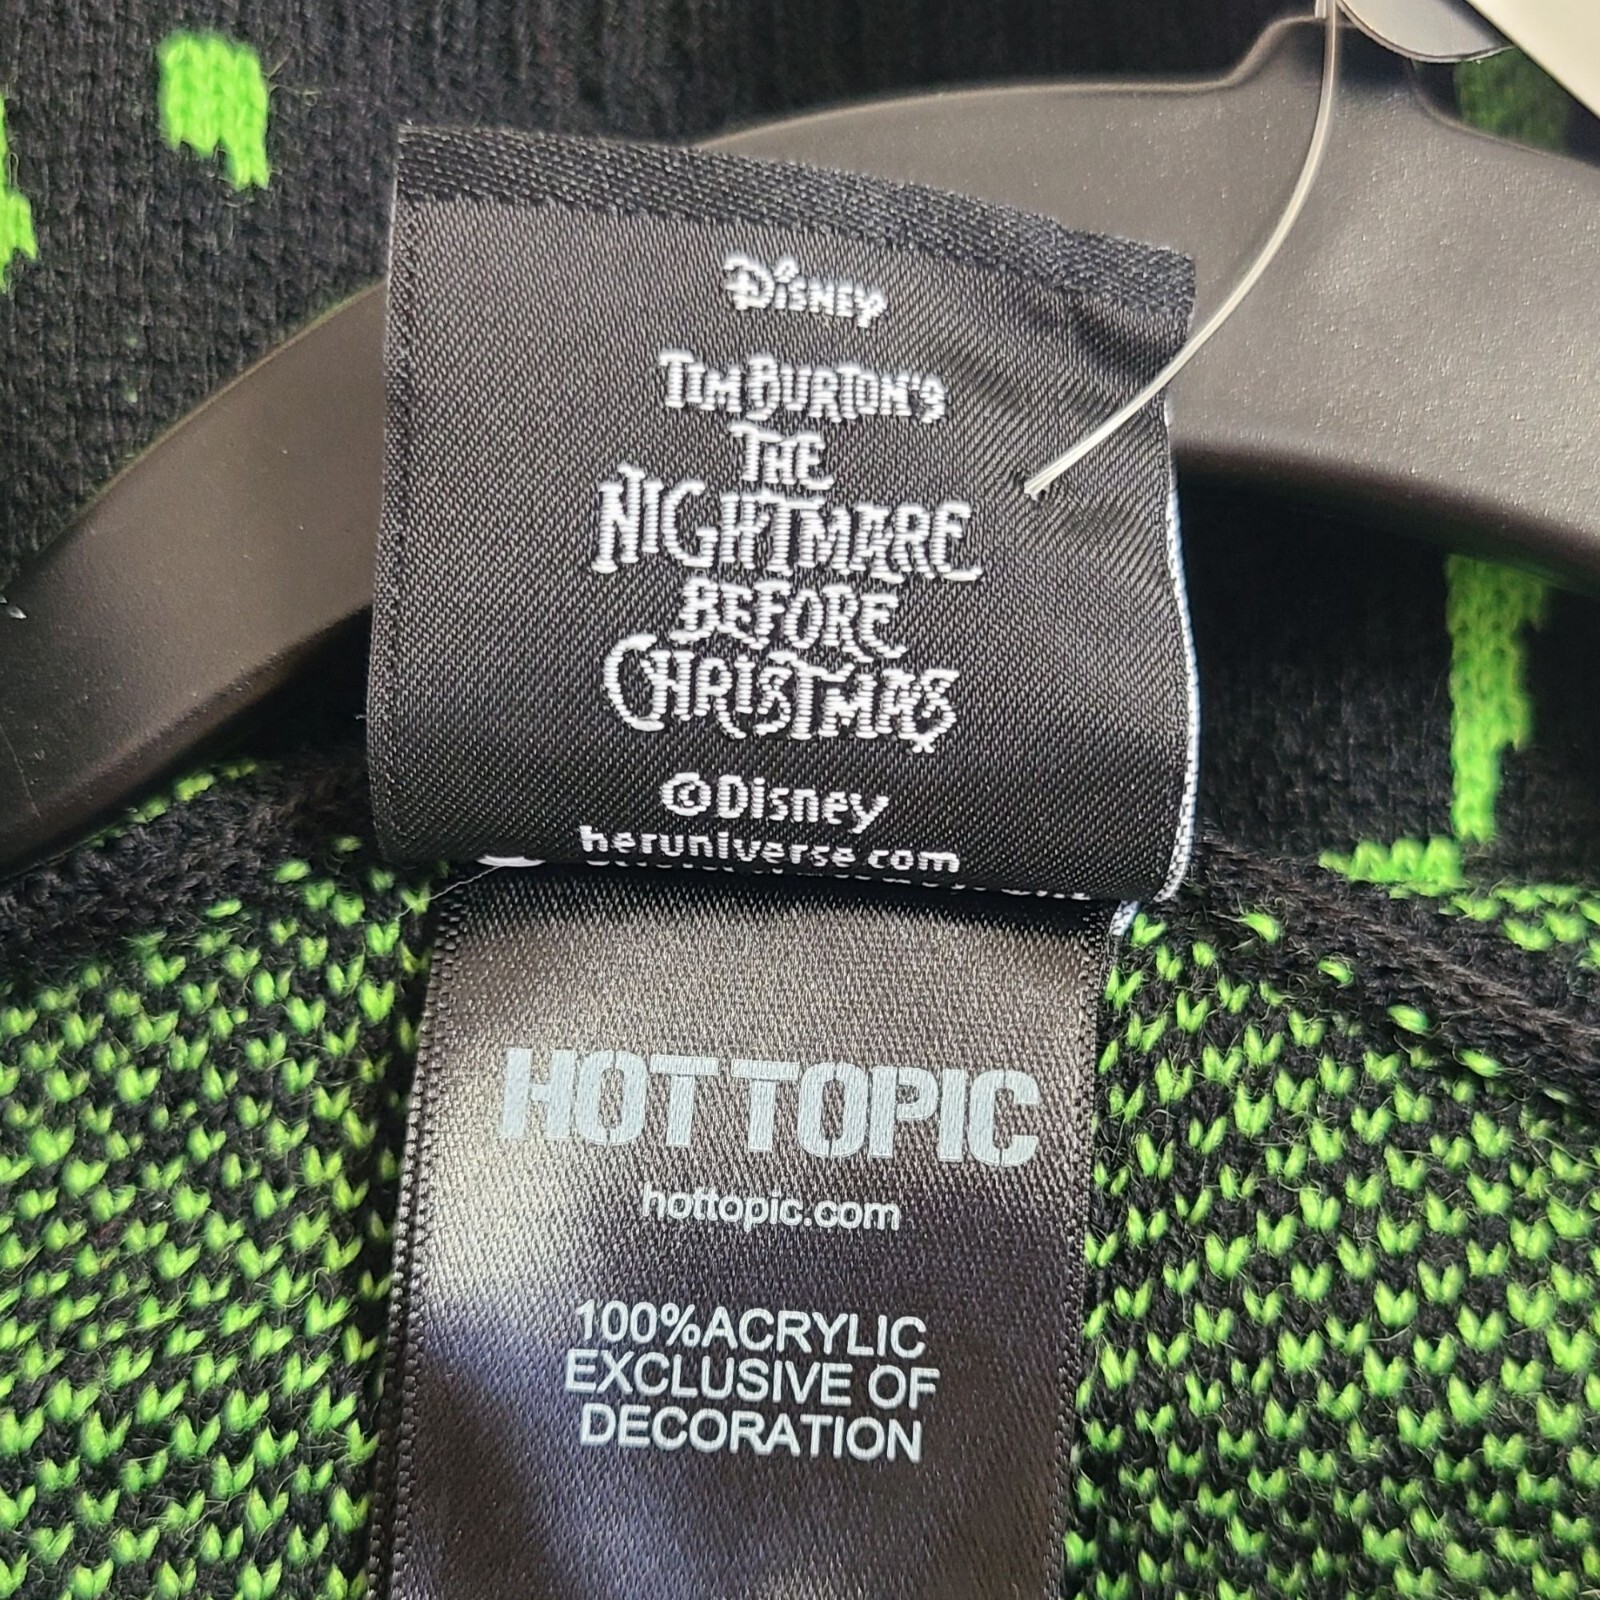 Disney
Tim Burton's
The
Nightmare
Before
Christmas
©Disney
heruniverse.com
HOT TOPIC
hottopic.com
100%ACRYLIC
EXCLUSIVE OF
DECORATION